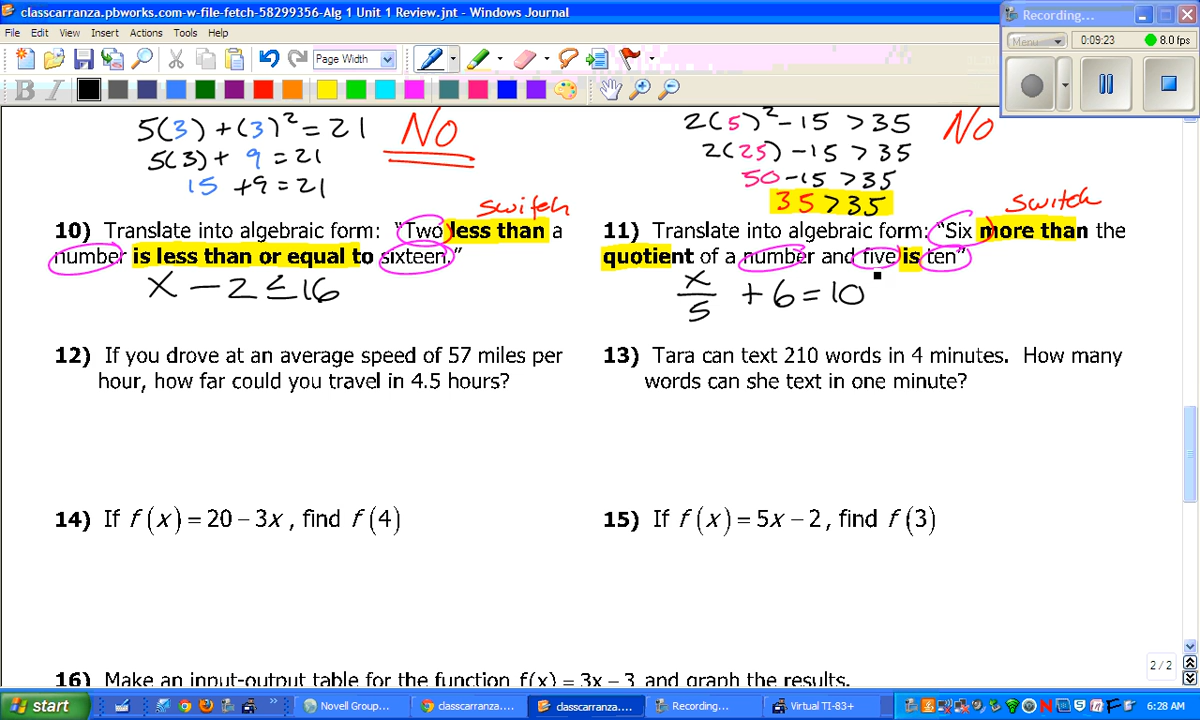 classcarranza.pbworks.com-w-file-fetch-58299356-Alg 1 Unit 1 Review.jnt - Windows Journal
File Edit View Insert Actions Tools Help
Page Width
Recording...
Menu 0:09:23 8.0 fps
5(3) + (3)² = 21 NO
5(3) + 9 = 21
15 + 9 = 21
2(5)² - 15 > 35 NO
2(25) - 15 > 35
50 - 15 > 35
35 > 35
switch
10) Translate into algebraic form: “Two less than a
number is less than or equal to sixteen.”
x - 2 ≤ 16
switch
11) Translate into algebraic form: “Six more than the
quotient of a number and five is ten”
x/5 + 6 = 10
12) If you drove at an average speed of 57 miles per
hour, how far could you travel in 4.5 hours?
13) Tara can text 210 words in 4 minutes. How many
words can she text in one minute?
14) If f(x) = 20 – 3x, find f(4)
15) If f(x) = 5x – 2, find f(3)
16) Make an input-output table for the function f(x) = 3x – 3 and graph the results.
2 / 2
start Novell Group... classcarranza.... classcarranza.... Recording... Virtual TI-83+ 6:28 AM